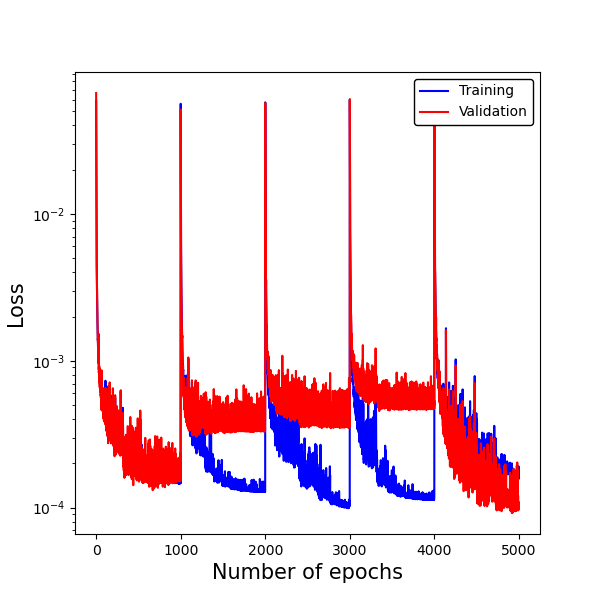 Training
Validation
10⁻²
10⁻³
10⁻⁴
Loss
0 1000 2000 3000 4000 5000
Number of epochs